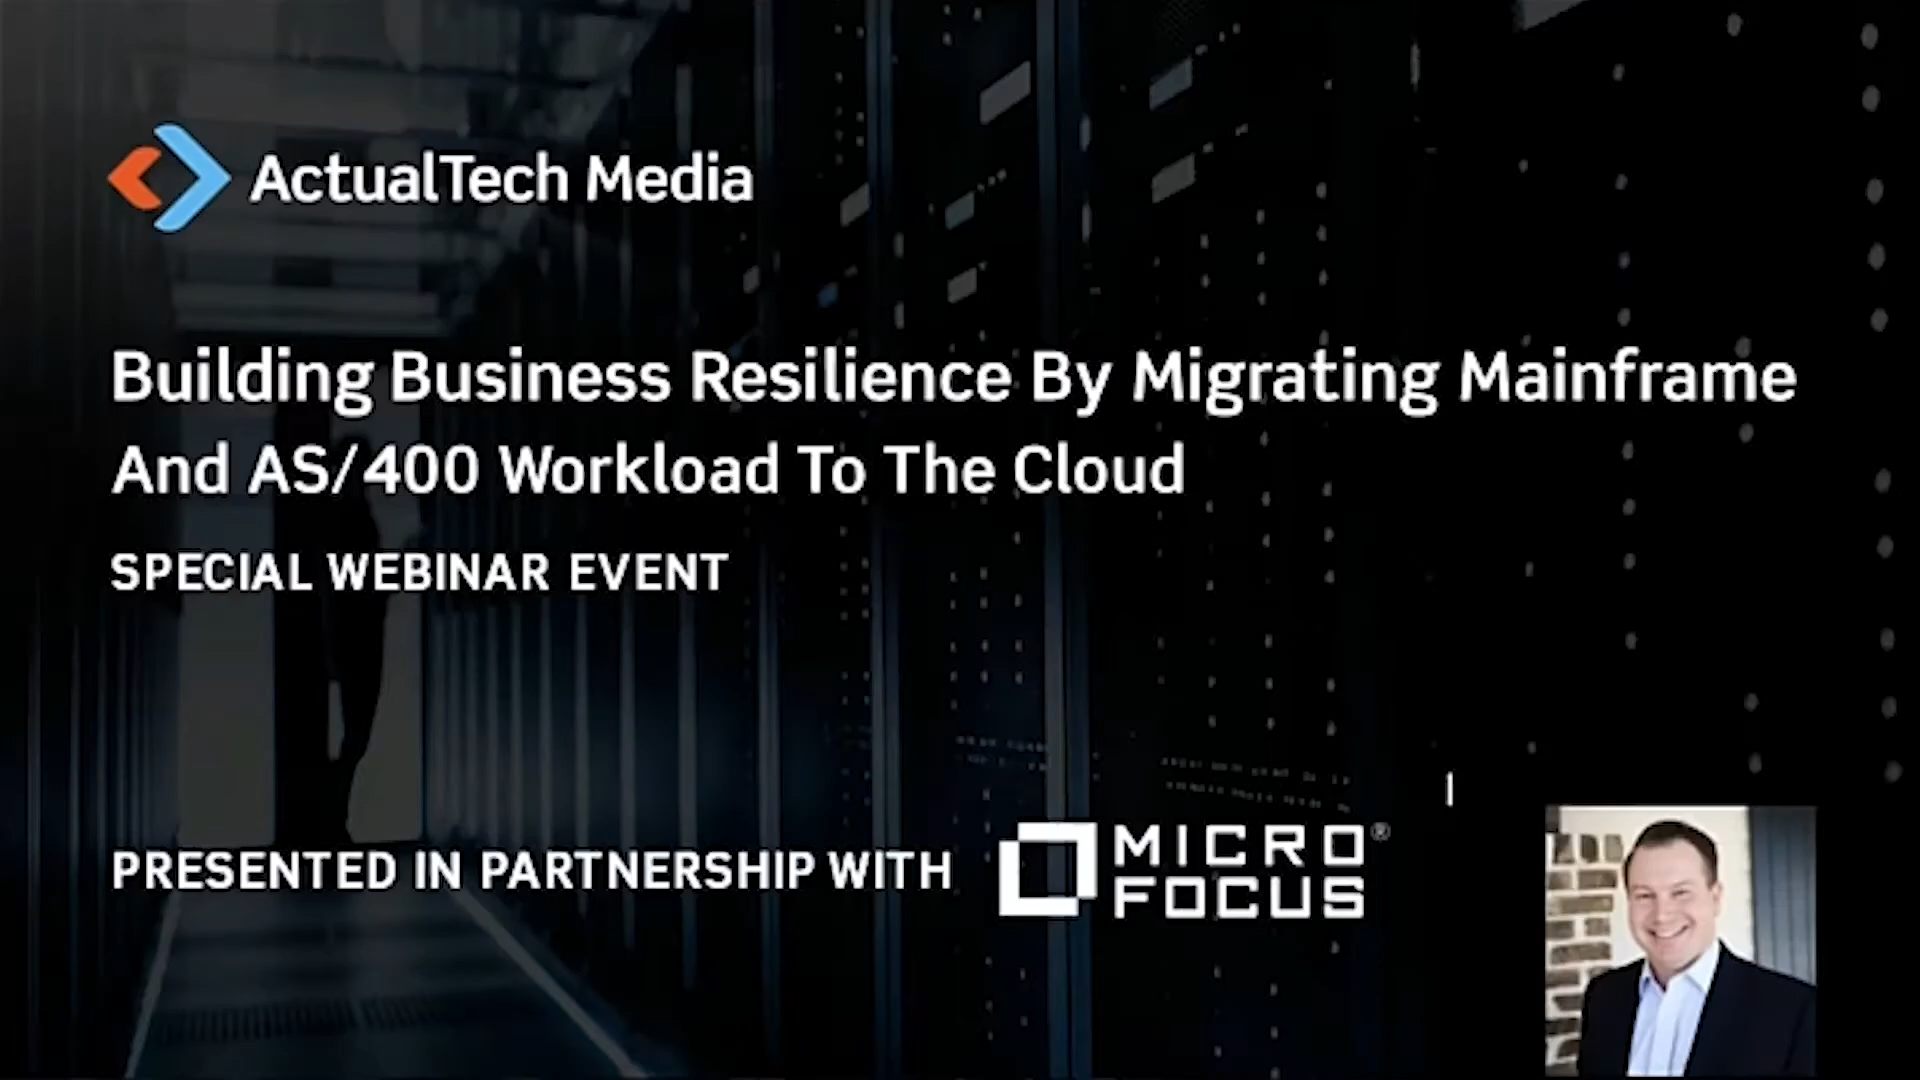 ActualTech Media
Building Business Resilience By Migrating Mainframe
And AS/400 Workload To The Cloud
SPECIAL WEBINAR EVENT
PRESENTED IN PARTNERSHIP WITH
MICRO®
FOCUS